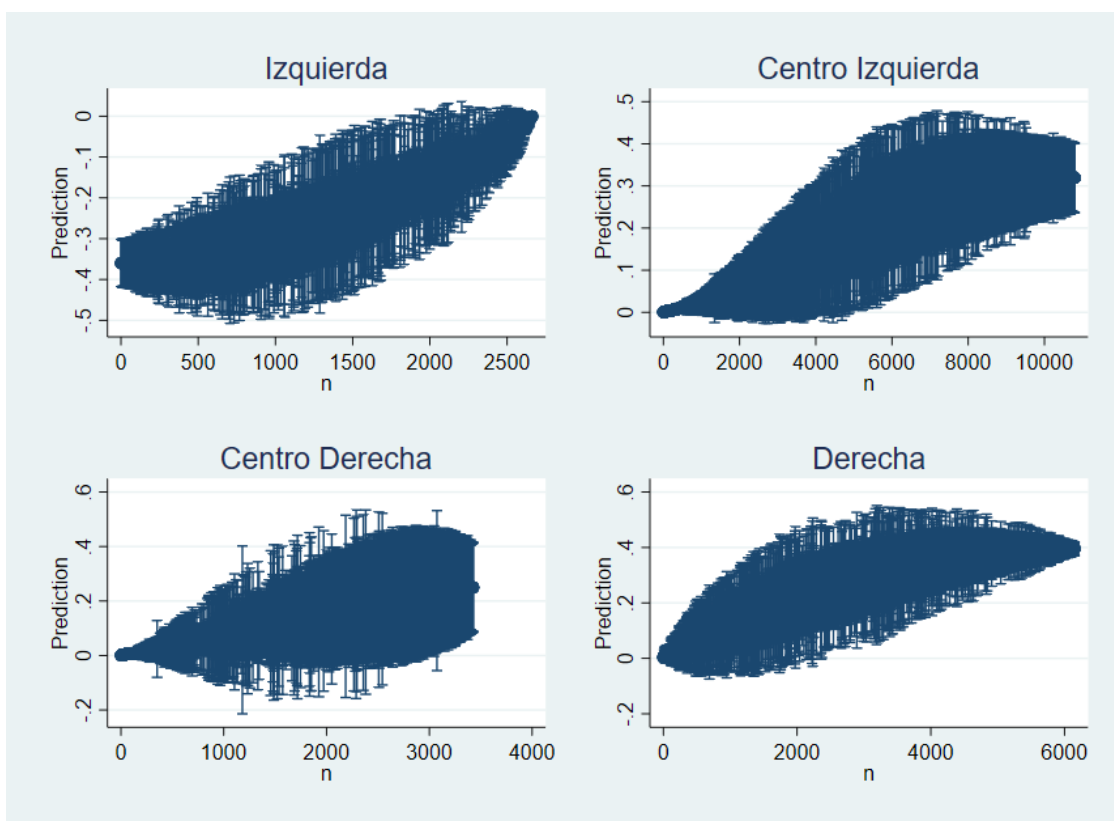 Izquierda
Prediction
0
-.1
-.2
-.3
-.4
-.5
0 500 1000 1500 2000 2500
n
Centro Izquierda
Prediction
.5
.4
.3
.2
.1
0
0 2000 4000 6000 8000 10000
n
Centro Derecha
Prediction
.6
.4
.2
0
-.2
0 1000 2000 3000 4000
n
Derecha
Prediction
.6
.4
.2
0
-.2
0 2000 4000 6000
n